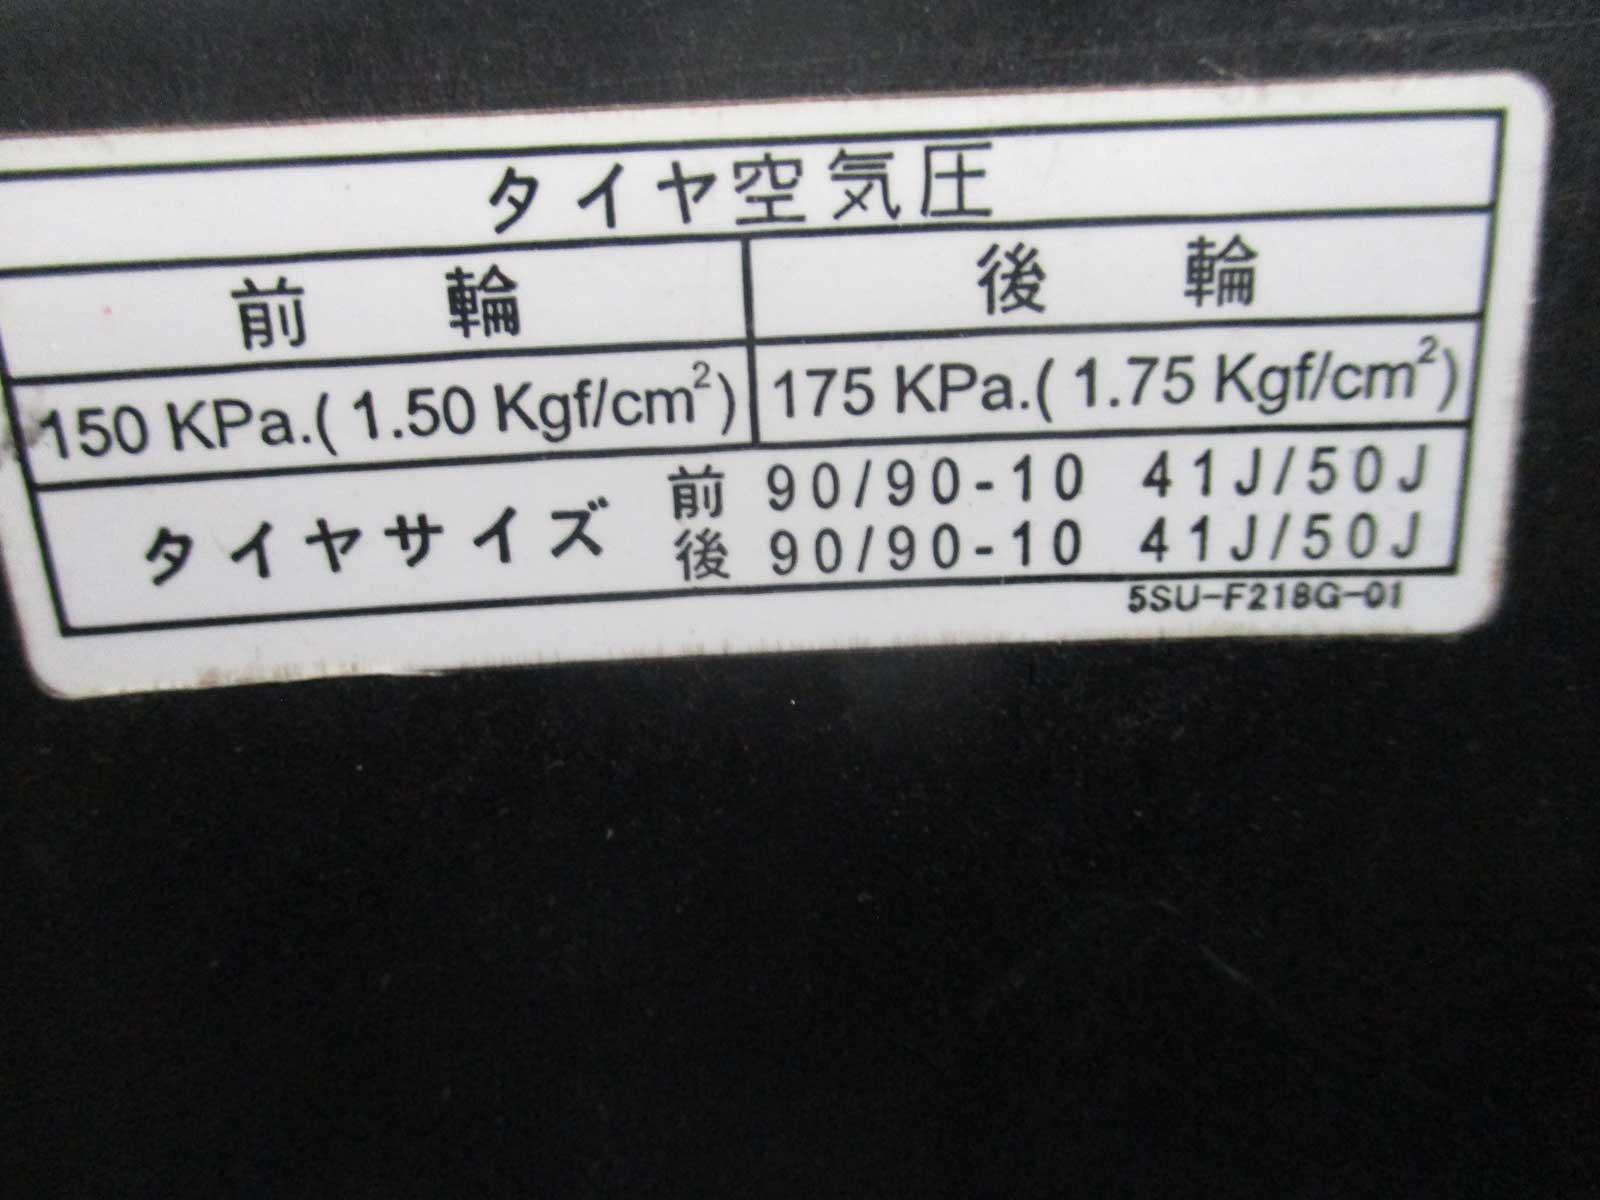 タイヤ空気圧
前輪 後輪
150 KPa.( 1.50 Kgf/cm²) 175 KPa.( 1.75 Kgf/cm²)
タイヤサイズ 前 90/90-10 41J/50J
後 90/90-10 41J/50J
5SU-F218G-01